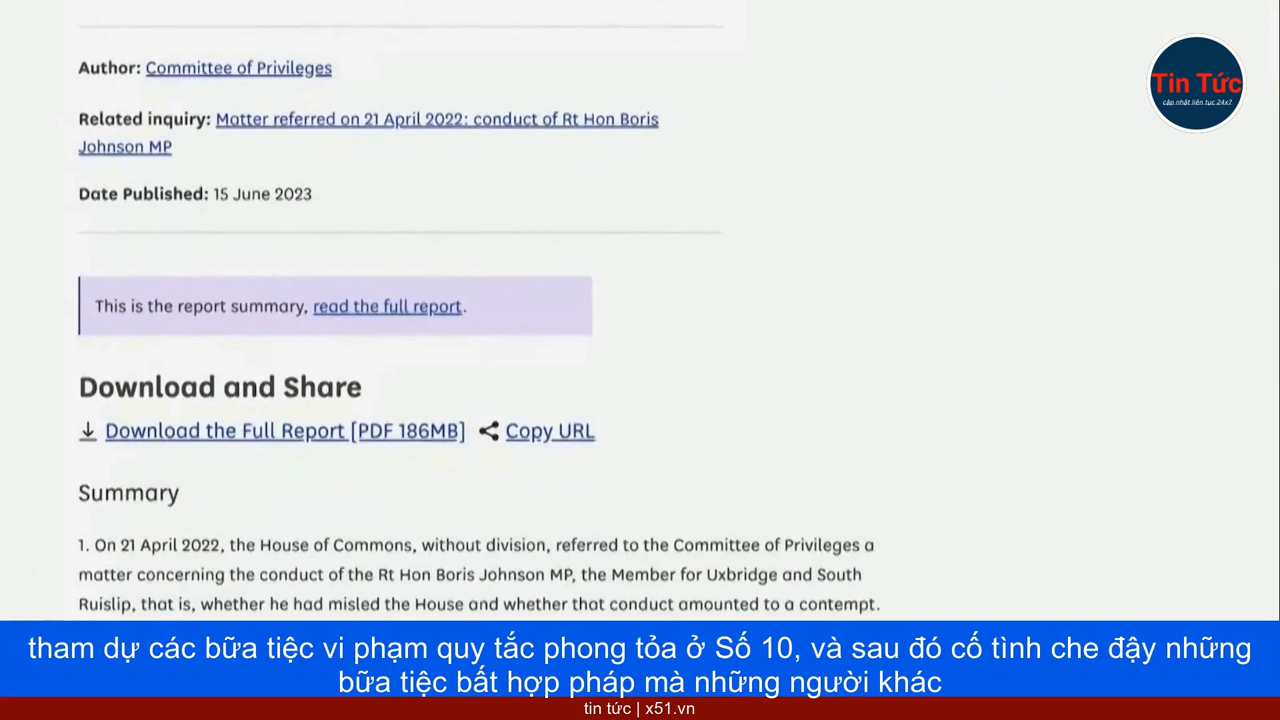 Author: Committee of Privileges
Related inquiry: Matter referred on 21 April 2022: conduct of Rt Hon Boris
Johnson MP
Date Published: 15 June 2023
This is the report summary, read the full report.
Download and Share
Download the Full Report [PDF 186MB] Copy URL
Summary
1. On 21 April 2022, the House of Commons, without division, referred to the Committee of Privileges a
matter concerning the conduct of the Rt Hon Boris Johnson MP, the Member for Uxbridge and South
Ruislip, that is, whether he had misled the House and whether that conduct amounted to a contempt.
Tin Tức
cập nhật liên tục 24x7
tham dự các bữa tiệc vi phạm quy tắc phong tỏa ở Số 10, và sau đó cố tình che đậy những
bữa tiệc bất hợp pháp mà những người khác
tin tức | x51.vn